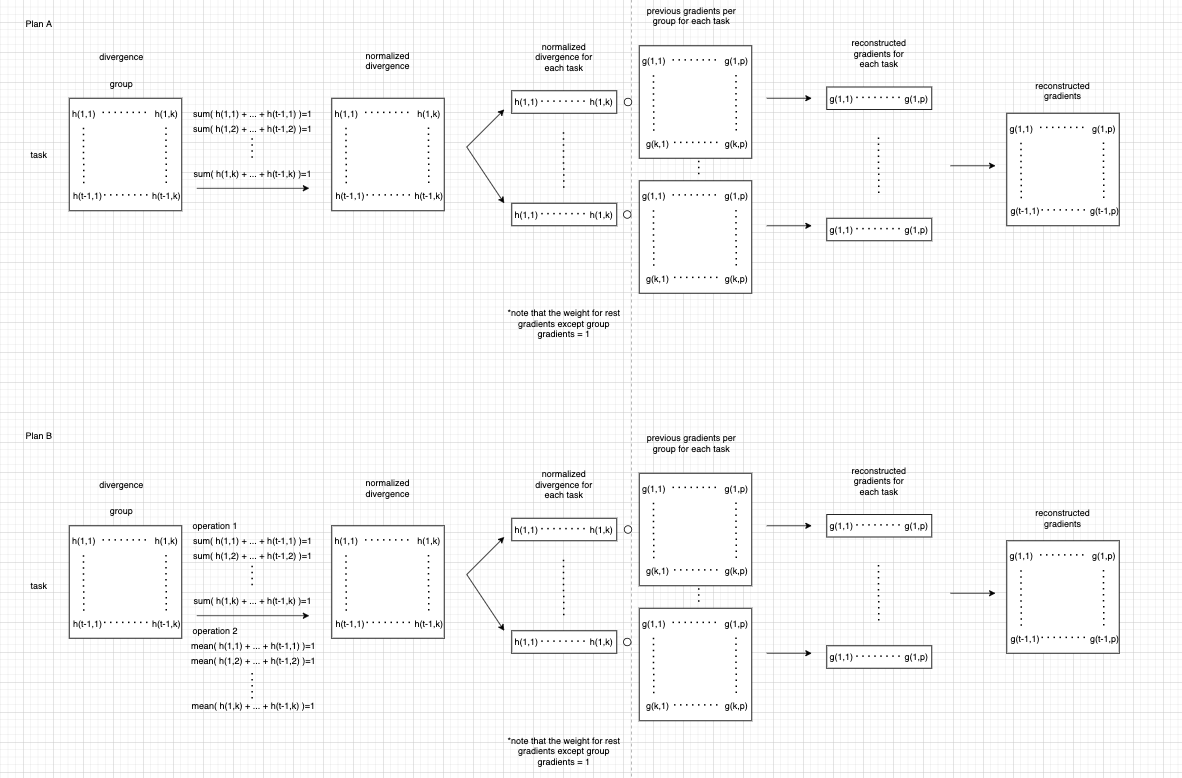 Plan A
divergence
group
task
h(1,1) ········ h(1,k)
h(t-1,1) ········ h(t-1,k)
sum( h(1,1) + ... + h(t-1,1) )=1
sum( h(1,2) + ... + h(t-1,2) )=1
sum( h(1,k) + ... + h(t-1,k) )=1
normalized
divergence
h(1,1) ········ h(1,k)
h(t-1,1) ········ h(t-1,k)
normalized
divergence for
each task
h(1,1) ········ h(1,k)
h(1,1) ········ h(1,k)
*note that the weight for rest
gradients except group
gradients = 1
previous gradients per
group for each task
g(1,1) ········ g(1,p)
g(k,1) ········ g(k,p)
g(1,1) ········ g(1,p)
g(k,1) ········ g(k,p)
reconstructed
gradients for
each task
g(1,1) ········ g(1,p)
g(1,1) ········ g(1,p)
reconstructed
gradients
g(1,1) ········ g(1,p)
g(t-1,1) ········ g(t-1,p)
Plan B
divergence
group
task
h(1,1) ········ h(1,k)
h(t-1,1) ········ h(t-1,k)
operation 1
sum( h(1,1) + ... + h(t-1,1) )=1
sum( h(1,2) + ... + h(t-1,2) )=1
sum( h(1,k) + ... + h(t-1,k) )=1
operation 2
mean( h(1,1) + ... + h(t-1,1) )=1
mean( h(1,2) + ... + h(t-1,2) )=1
mean( h(1,k) + ... + h(t-1,k) )=1
normalized
divergence
h(1,1) ········ h(1,k)
h(t-1,1) ········ h(t-1,k)
normalized
divergence for
each task
h(1,1) ········ h(1,k)
h(1,1) ········ h(1,k)
*note that the weight for rest
gradients except group
gradients = 1
previous gradients per
group for each task
g(1,1) ········ g(1,p)
g(k,1) ········ g(k,p)
g(1,1) ········ g(1,p)
g(k,1) ········ g(k,p)
reconstructed
gradients for
each task
g(1,1) ········ g(1,p)
g(1,1) ········ g(1,p)
reconstructed
gradients
g(1,1) ········ g(1,p)
g(t-1,1) ········ g(t-1,p)